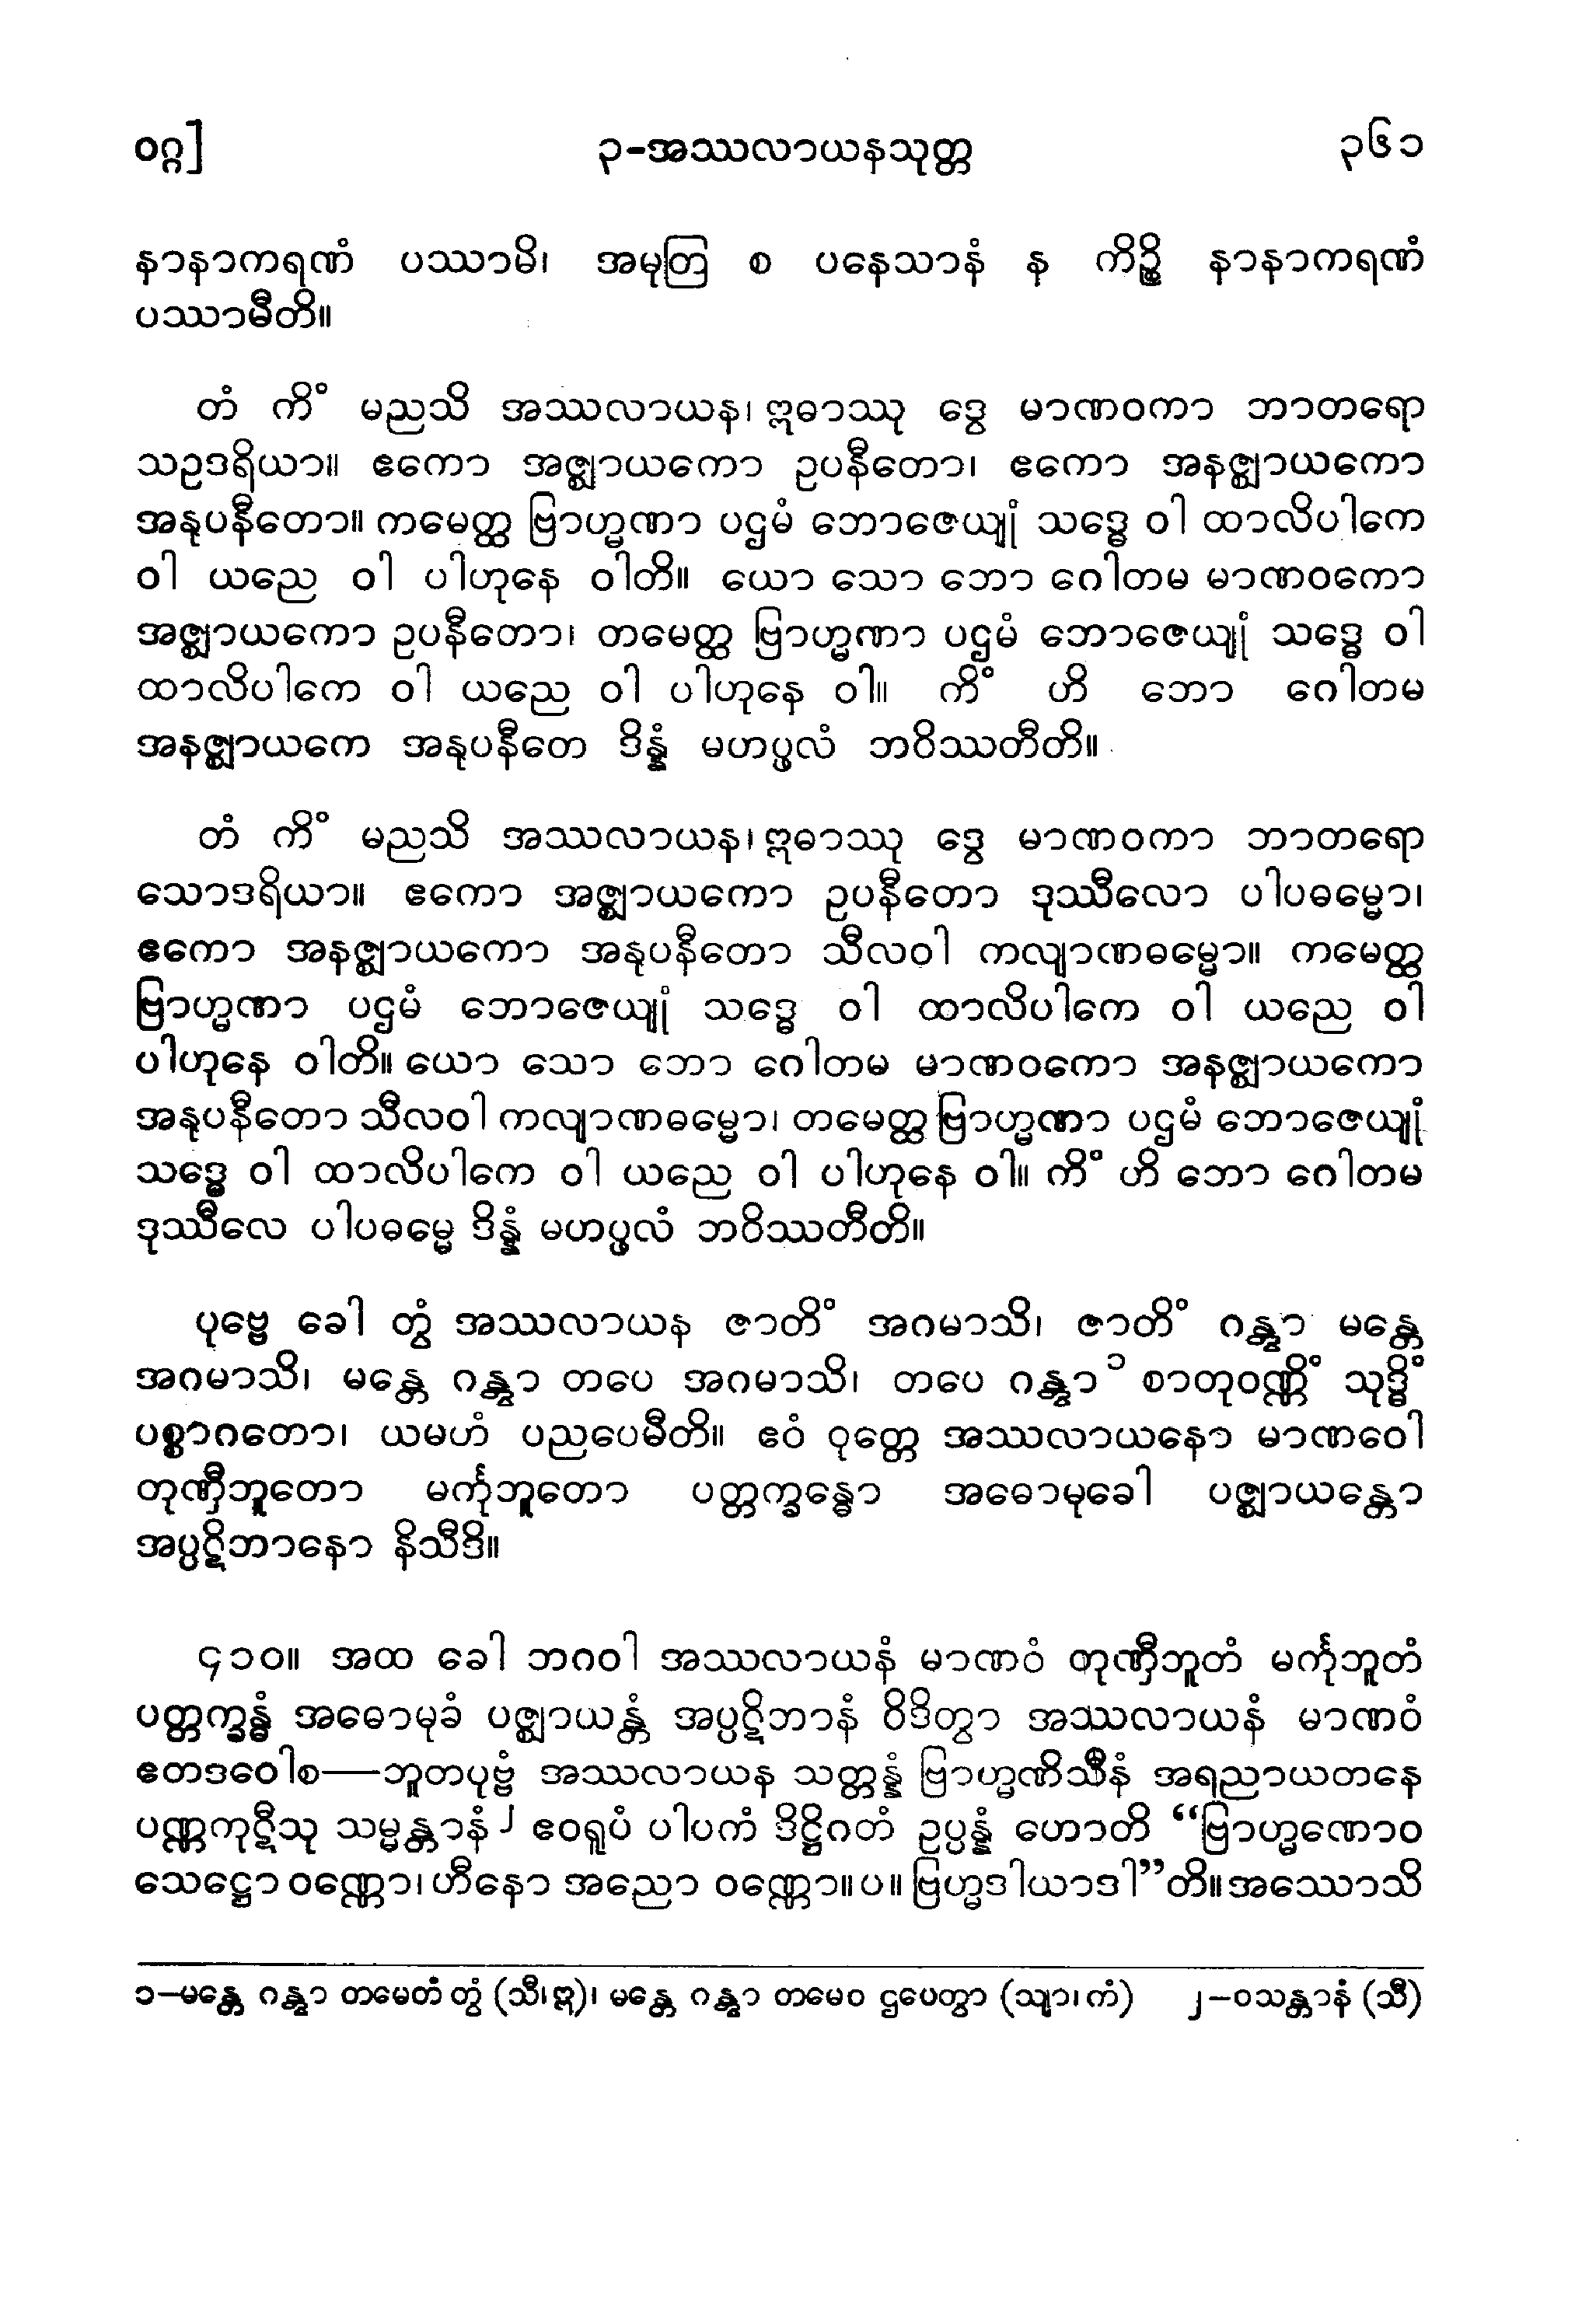 ဝဂ္ဂ] ၃-အဿလာယနသုတ္တ ၃၆၁
နာနာကရဏံ ပဿာမိ၊ အမုတြ စ ပနေသာနံ န ကိဉ္စိ နာနာကရဏံ
ပဿာမီတိ။
တံ ကိံ မညသိ အဿလာယန၊ ဣဓာဿု ဒွေ မာဏဝကာ ဘာတရော
သဥဒရိယာ။ ဧကော အဇ္ဈာယကော ဥပနီတော၊ ဧကော အနဇ္ဈာယကော
အနုပနီတော။ ကမေတ္ထ ဗြာဟ္မဏာ ပဌမံ ဘောဇေယျုံ သဒ္ဓေ ဝါ ထာလိပါကေ
ဝါ ယညေ ဝါ ပါဟုနေ ဝါတိ။ ယော သော ဘော ဂေါတမ မာဏဝကော
အဇ္ဈာယကော ဥပနီတော၊ တမေတ္ထ ဗြာဟ္မဏာ ပဌမံ ဘောဇေယျုံ သဒ္ဓေ ဝါ
ထာလိပါကေ ဝါ ယညေ ဝါ ပါဟုနေ ဝါ။ ကိံ ဟိ ဘော ဂေါတမ
အနဇ္ဈာယကေ အနုပနီတေ ဒိန္နံ မဟပ္ဖလံ ဘဝိဿတီတိ။
တံ ကိံ မညသိ အဿလာယန၊ ဣဓာဿု ဒွေ မာဏဝကာ ဘာတရော
သောဒရိယာ။ ဧကော အဇ္ဈာယကော ဥပနီတော ဒုဿီလော ပါပဓမ္မော၊
ဧကော အနဇ္ဈာယကော အနုပနီတော သီလဝါ ကလျာဏဓမ္မော။ ကမေတ္ထ
ဗြာဟ္မဏာ ပဌမံ ဘောဇေယျုံ သဒ္ဓေ ဝါ ထာလိပါကေ ဝါ ယညေ ဝါ
ပါဟုနေ ဝါတိ။ ယော သော ဘော ဂေါတမ မာဏဝကော အနဇ္ဈာယကော
အနုပနီတော သီလဝါ ကလျာဏဓမ္မော၊ တမေတ္ထ ဗြာဟ္မဏာ ပဌမံ ဘောဇေယျုံ
သဒ္ဓေ ဝါ ထာလိပါကေ ဝါ ယညေ ဝါ ပါဟုနေ ဝါ။ ကိံ ဟိ ဘော ဂေါတမ
ဒုဿီလေ ပါပဓမ္မေ ဒိန္နံ မဟပ္ဖလံ ဘဝိဿတီတိ။
ပုဗ္ဗေ ခေါ တွံ အဿလာယန ဇာတိံ အဂမာသိ၊ ဇာတိံ ဂန္တွာ မန္တေ
အဂမာသိ၊ မန္တေ ဂန္တွာ တပေ အဂမာသိ၊ တပေ ဂန္တွာ ၁ စာတုဝဏ္ဏိံ သုဒ္ဓိံ
ပစ္စာဂတော၊ ယမဟံ ပညပေမီတိ။ ဧဝံ ဝုတ္တေ အဿလာယနော မာဏဝေါ
တုဏှီဘူတော မင်္ကုဘူတော ပတ္တက္ခန္ဓော အဓောမုခေါ ပဇ္ဈာယန္တော
အပ္ပဋိဘာနော နိသီဒိ။
၄၁၀။ အထ ခေါ ဘဂဝါ အဿလာယနံ မာဏဝံ တုဏှီဘူတံ မင်္ကုဘူတံ
ပတ္တက္ခန္ဓံ အဓောမုခံ ပဇ္ဈာယန္တံ အပ္ပဋိဘာနံ ဝိဒိတွာ အဿလာယနံ မာဏဝံ
ဧတဒဝေါစ—ဘူတပုဗ္ဗံ အဿလာယန သတ္တန္နံ ဗြာဟ္မဏိသီနံ အရညာယတနေ
ပဏ္ဏကုဋီသု သမ္မန္တာနံ ၂ ဧဝရူပံ ပါပကံ ဒိဋ္ဌိဂတံ ဥပ္ပန္နံ ဟောတိ “ဗြာဟ္မဏောဝ
သေဋ္ဌော ဝဏ္ဏော၊ ဟီနော အညော ဝဏ္ဏော။ပ။ ဗြဟ္မဒါယာဒါ”တိ။ အဿောသိ
၁–မန္တေ ဂန္တွာ တမေတံ တွံ (သီ၊ ဣ)၊ မန္တေ ဂန္တွာ တမေဝ ဌပေတွာ (သျာ၊ ကံ) ၂–ဝသန္တာနံ (သီ)